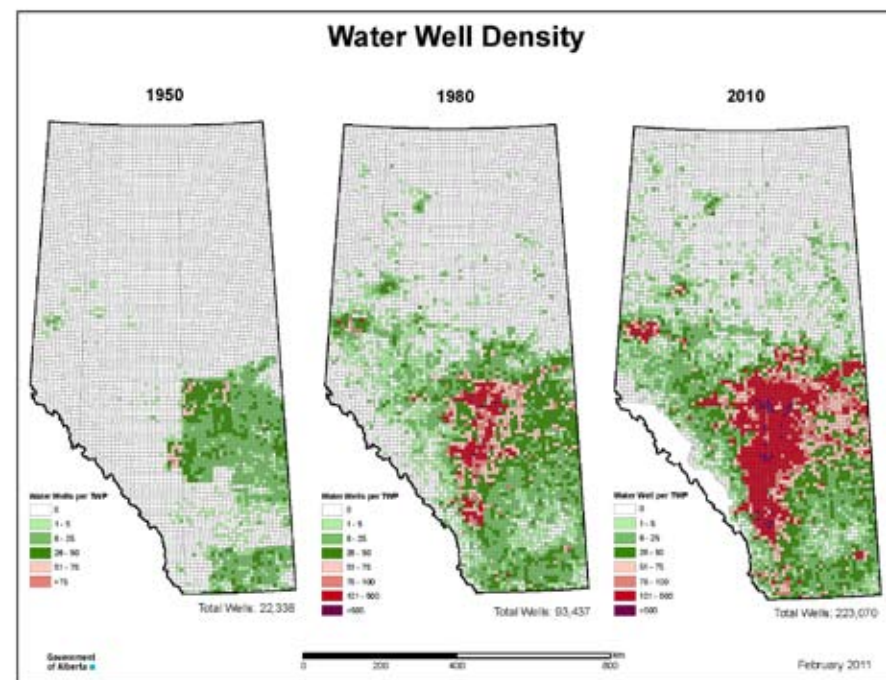 Water Well Density
1950
1980
2010
Water Wells per TWP
0
1 - 5
6 - 25
26 - 50
51 - 75
>75
Total Wells: 22,338
Water Wells per TWP
0
1 - 5
6 - 25
26 - 50
51 - 75
76 - 100
101 - 500
>500
Total Wells: 93,437
Water Well per TWP
0
1 - 5
6 - 25
26 - 50
51 - 75
76 - 100
101 - 500
>500
Total Wells: 223,070
Government
of Alberta
km
0 200 400 800
February 2011